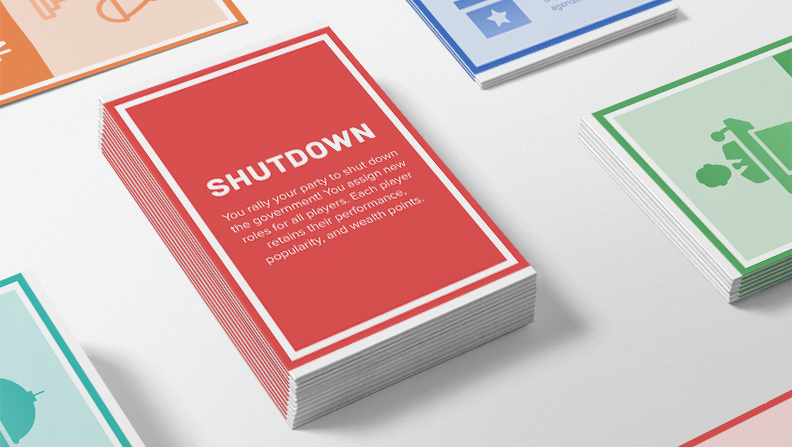 SHUTDOWN
You rally your party to shut down
the government! You assign new
roles for all players. Each player
retains their performance,
popularity, and wealth points.